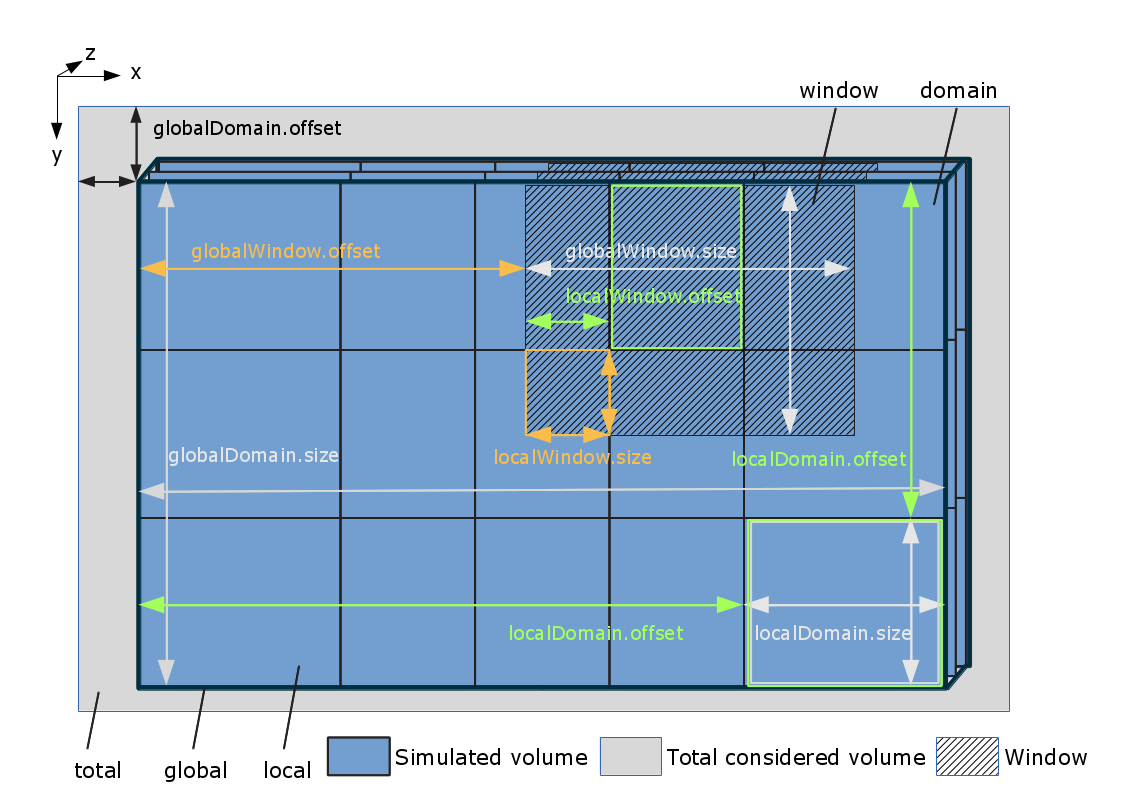 z
x
y
window
domain
globalDomain.offset
globalWindow.offset
globalWindow.size
localWindow.offset
globalDomain.size
localWindow.size
localDomain.offset
localDomain.offset
localDomain.size
total
global
local
Simulated volume
Total considered volume
Window